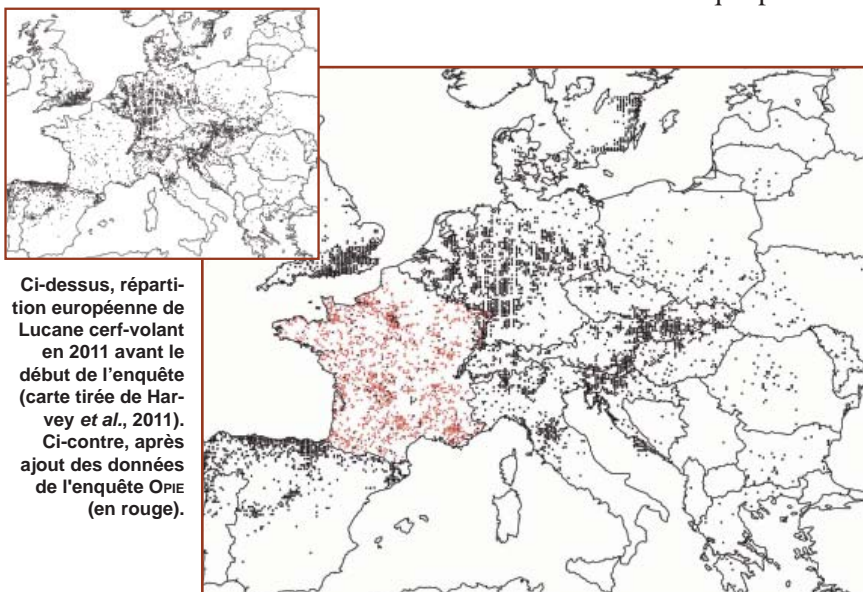 Ci-dessus, réparti-
tion européenne de
Lucane cerf-volant
en 2011 avant le
début de l'enquête
(carte tirée de Har-
vey et al., 2011).
Ci-contre, après
ajout des données
de l'enquête OPIE
(en rouge).